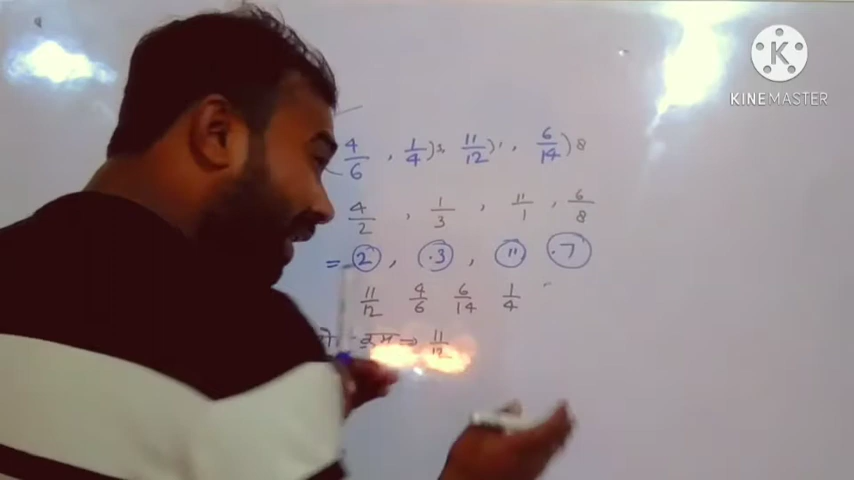 KINEMASTER
4/6 , 1/4)3, 11/12)1 , 6/14)8
4/2 , 1/3 , 11/1 , 6/8
= 2 , .3 , 11 .7
11/12 4/6 6/14 1/4
क्रम ⇒ 11/12